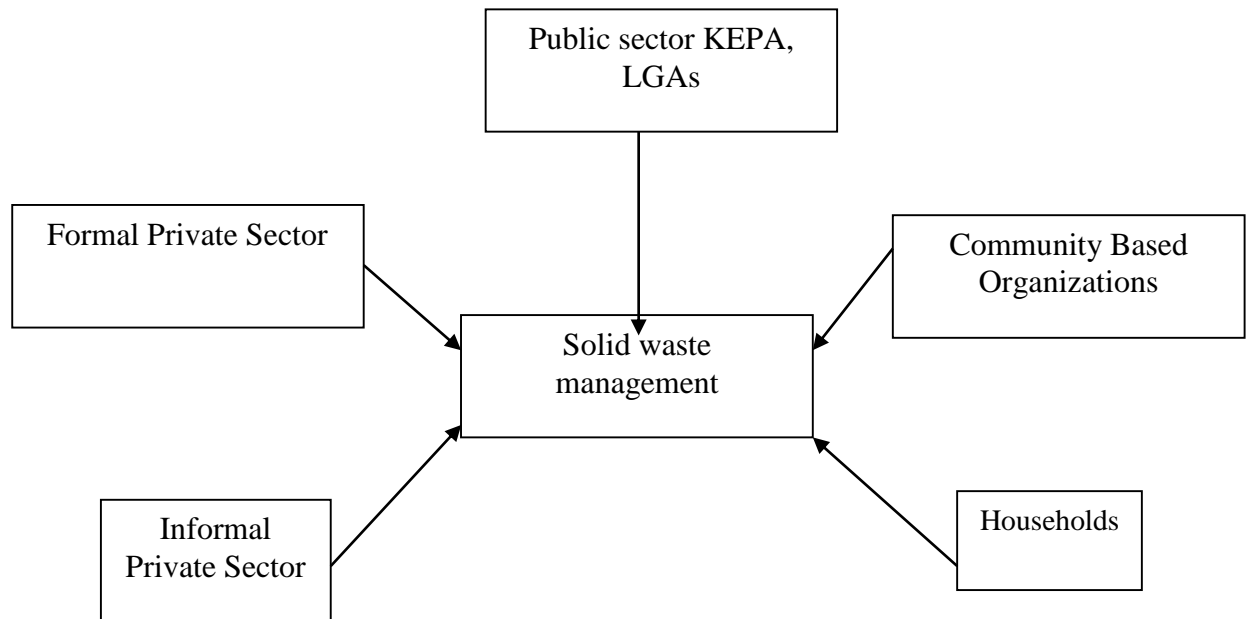 Public sector KEPA,
LGAs
Formal Private Sector
Community Based
Organizations
Solid waste
management
Informal
Private Sector
Households